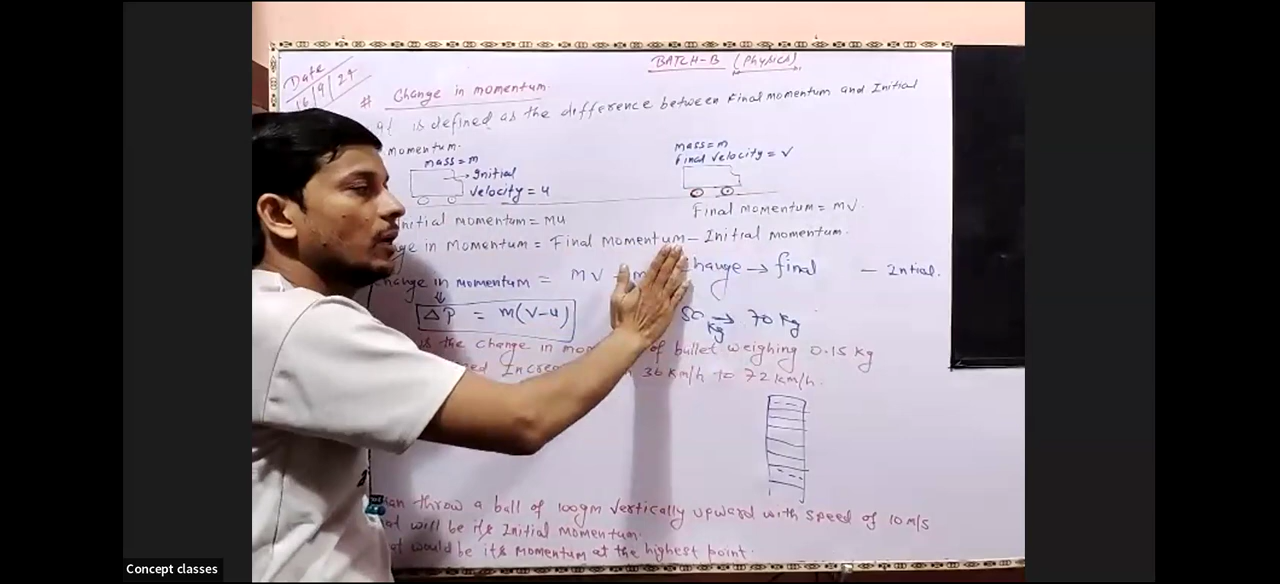 BATCH-B (Physics)
Date
16/9/24
# Change in momentum
It is defined as the difference between Final momentum and Initial
momentum.
mass = m
Initial
velocity = u
mass = m
Final velocity = v
Initial momentum = mu
Final momentum = mv.
Momentum = Final Momentum - Initial momentum.
in momentum = mv -
change → final - Intial.
ΔP = m(v-u)
50 kg → 70 kg
is the change in of bullet weighing 0.15 kg
36 km/h to 72 km/h.
throw a ball of 100gm vertically upward with speed of 10 m/s
will be its Initial momentum.
would be its momentum at the highest point.
Concept classes